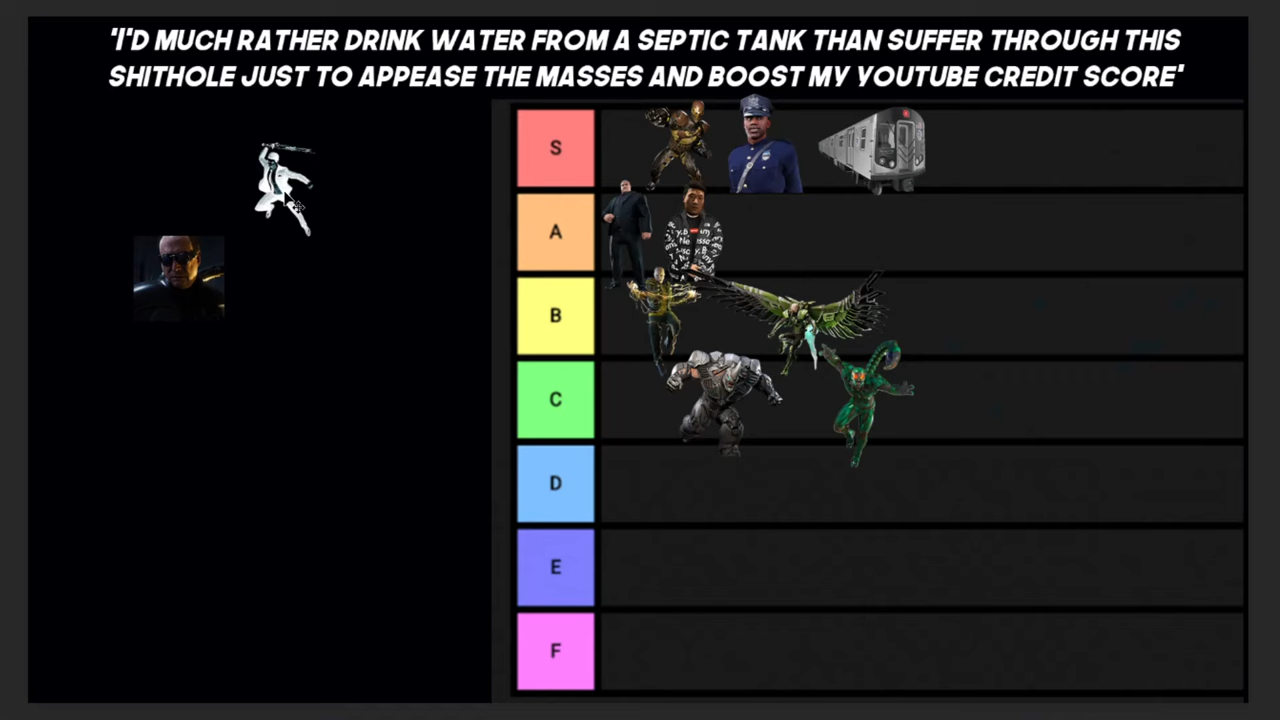 'I'D MUCH RATHER DRINK WATER FROM A SEPTIC TANK THAN SUFFER THROUGH THIS
SHITHOLE JUST TO APPEASE THE MASSES AND BOOST MY YOUTUBE CREDIT SCORE'
S
A
B
C
D
E
F